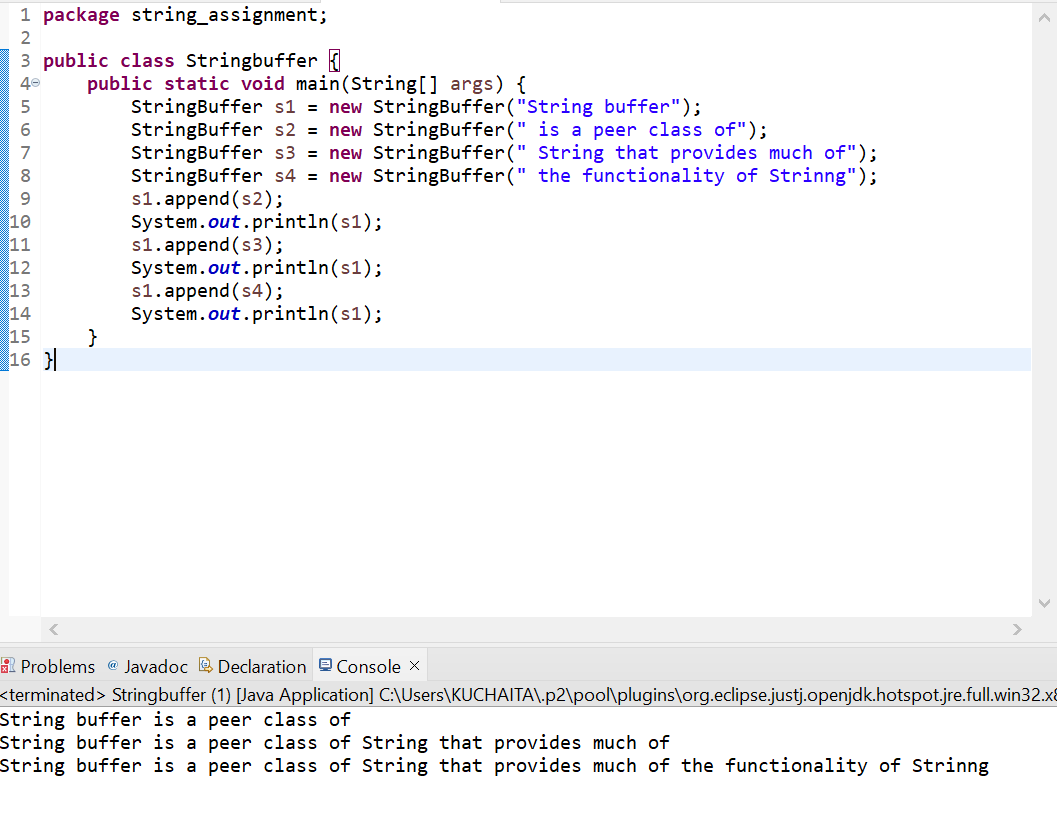 1 package string_assignment;
2
3 public class Stringbuffer {
4 public static void main(String[] args) {
5 StringBuffer s1 = new StringBuffer("String buffer");
6 StringBuffer s2 = new StringBuffer(" is a peer class of");
7 StringBuffer s3 = new StringBuffer(" String that provides much of");
8 StringBuffer s4 = new StringBuffer(" the functionality of Strinng");
9 s1.append(s2);
10 System.out.println(s1);
11 s1.append(s3);
12 System.out.println(s1);
13 s1.append(s4);
14 System.out.println(s1);
15 }
16 }
Problems @ Javadoc Declaration Console
<terminated> Stringbuffer (1) [Java Application] C:\Users\KUCHAITA\.p2\pool\plugins\org.eclipse.justj.openjdk.hotspot.jre.full.win32.x8
String buffer is a peer class of
String buffer is a peer class of String that provides much of
String buffer is a peer class of String that provides much of the functionality of Strinng